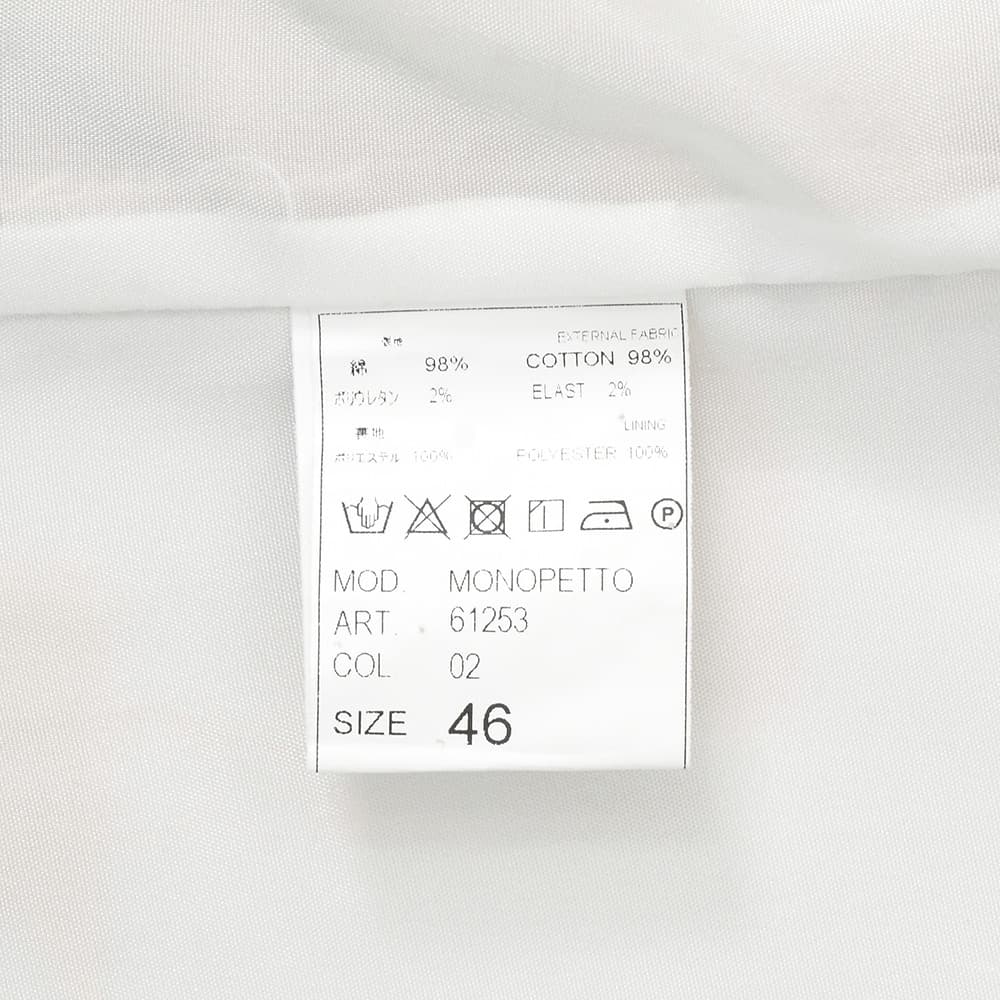 表地 EXTERNAL FABRIC
綿 98% COTTON 98%
ポリウレタン 2% ELAST 2%
裏地 LINING
ポリエステル 100% POLYESTER 100%
P
MOD. MONOPETTO
ART. 61253
COL 02
SIZE 46